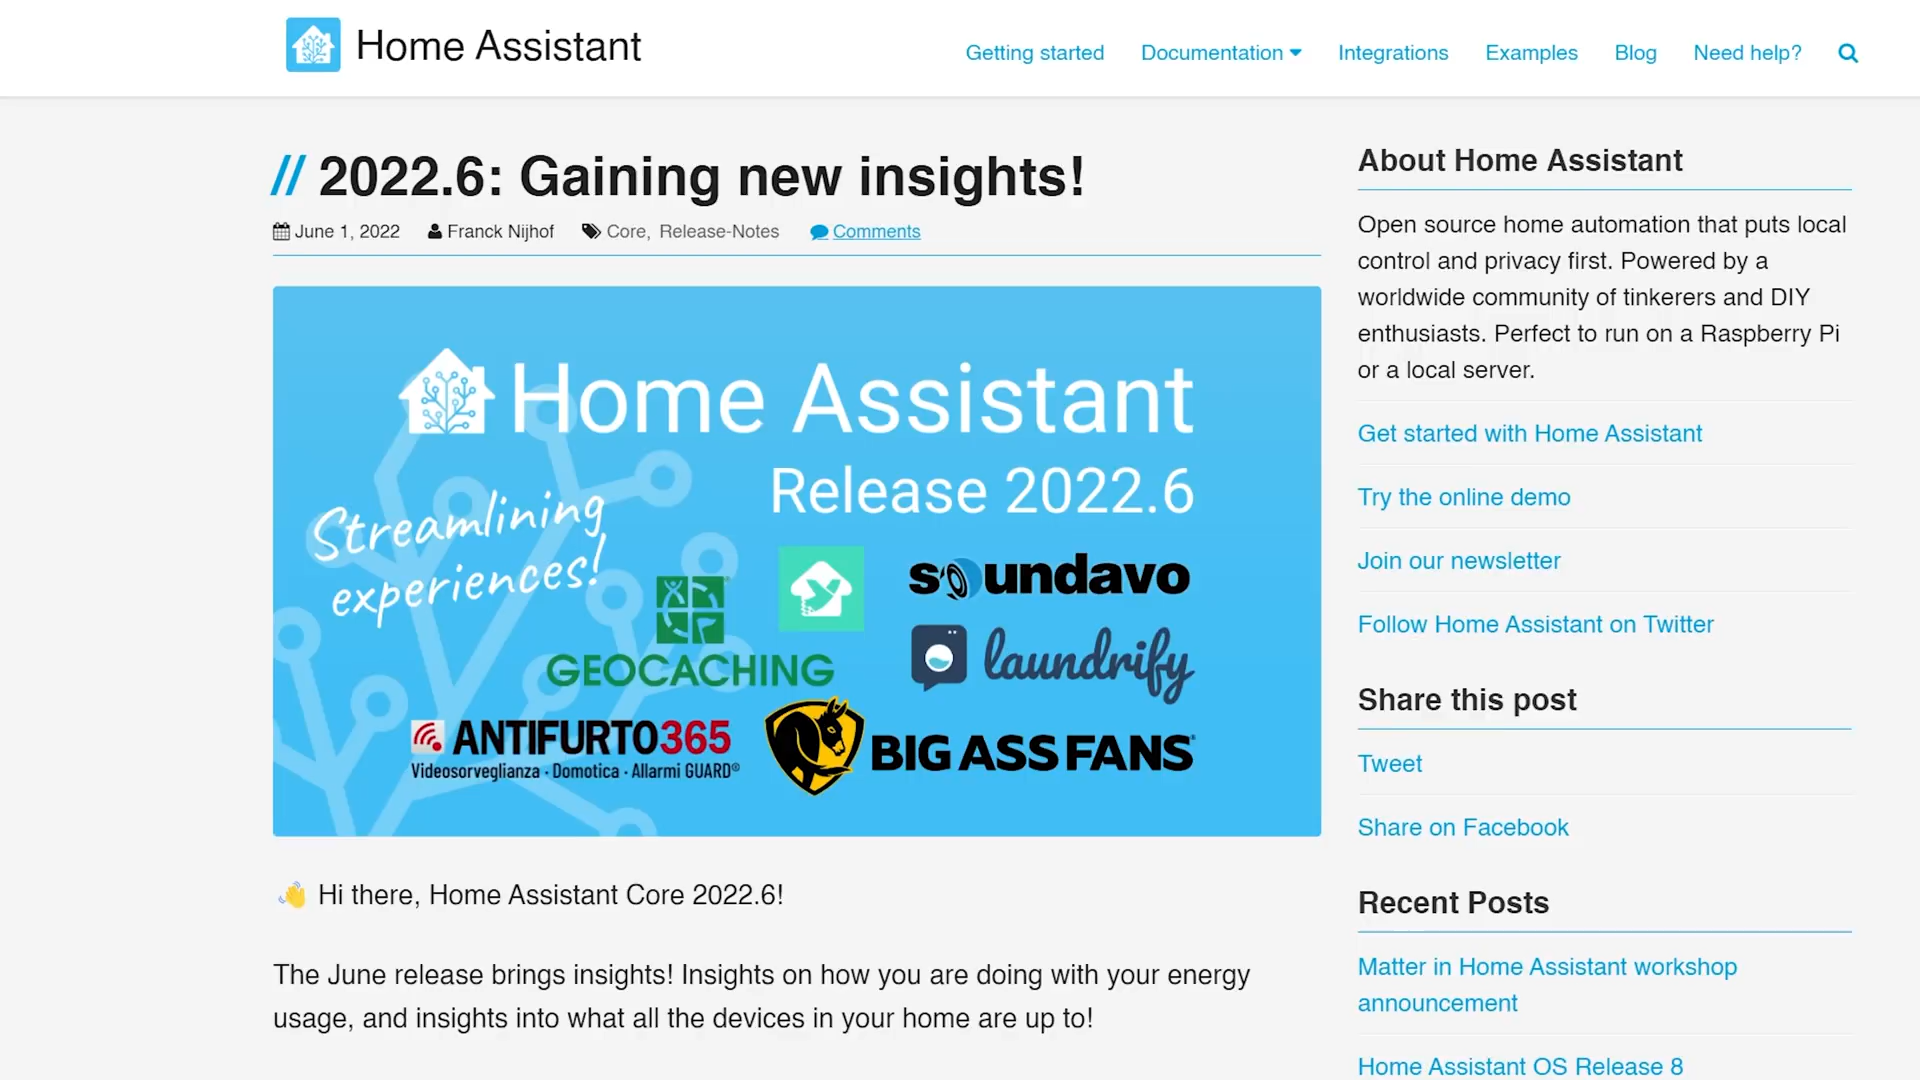 Home Assistant
Getting started
Documentation
Integrations
Examples
Blog
Need help?
// 2022.6: Gaining new insights!
June 1, 2022
Franck Nijhof
Core, Release-Notes
Comments
Home Assistant
Release 2022.6
Streamlining
experiences!
soundavo
GEOCACHING
laundrify
ANTIFURTO365
Videosorveglianza · Domotica · Allarmi GUARD®
BIG ASS FANS®
👋 Hi there, Home Assistant Core 2022.6!
The June release brings insights! Insights on how you are doing with your energy
usage, and insights into what all the devices in your home are up to!
About Home Assistant
Open source home automation that puts local
control and privacy first. Powered by a
worldwide community of tinkerers and DIY
enthusiasts. Perfect to run on a Raspberry Pi
or a local server.
Get started with Home Assistant
Try the online demo
Join our newsletter
Follow Home Assistant on Twitter
Share this post
Tweet
Share on Facebook
Recent Posts
Matter in Home Assistant workshop
announcement
Home Assistant OS Release 8